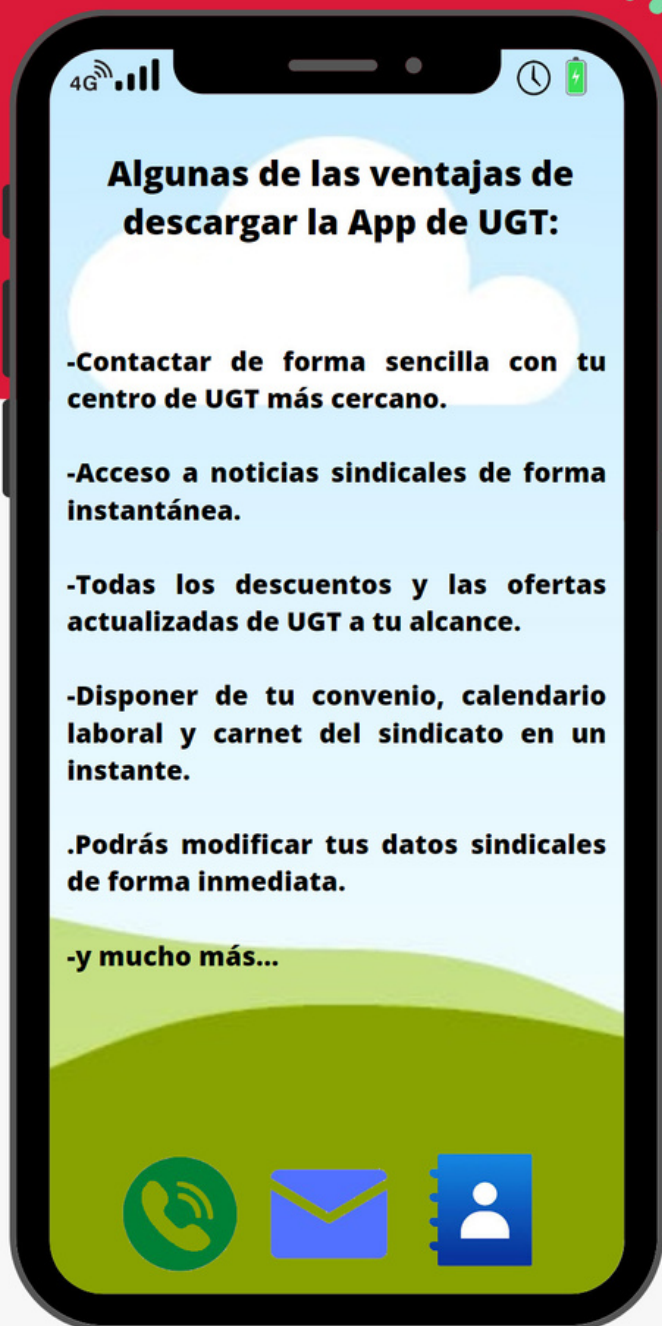 4G
Algunas de las ventajas de
descargar la App de UGT:
-Contactar de forma sencilla con tu
centro de UGT más cercano.
-Acceso a noticias sindicales de forma
instantánea.
-Todas los descuentos y las ofertas
actualizadas de UGT a tu alcance.
-Disponer de tu convenio, calendario
laboral y carnet del sindicato en un
instante.
.Podrás modificar tus datos sindicales
de forma inmediata.
-y mucho más...